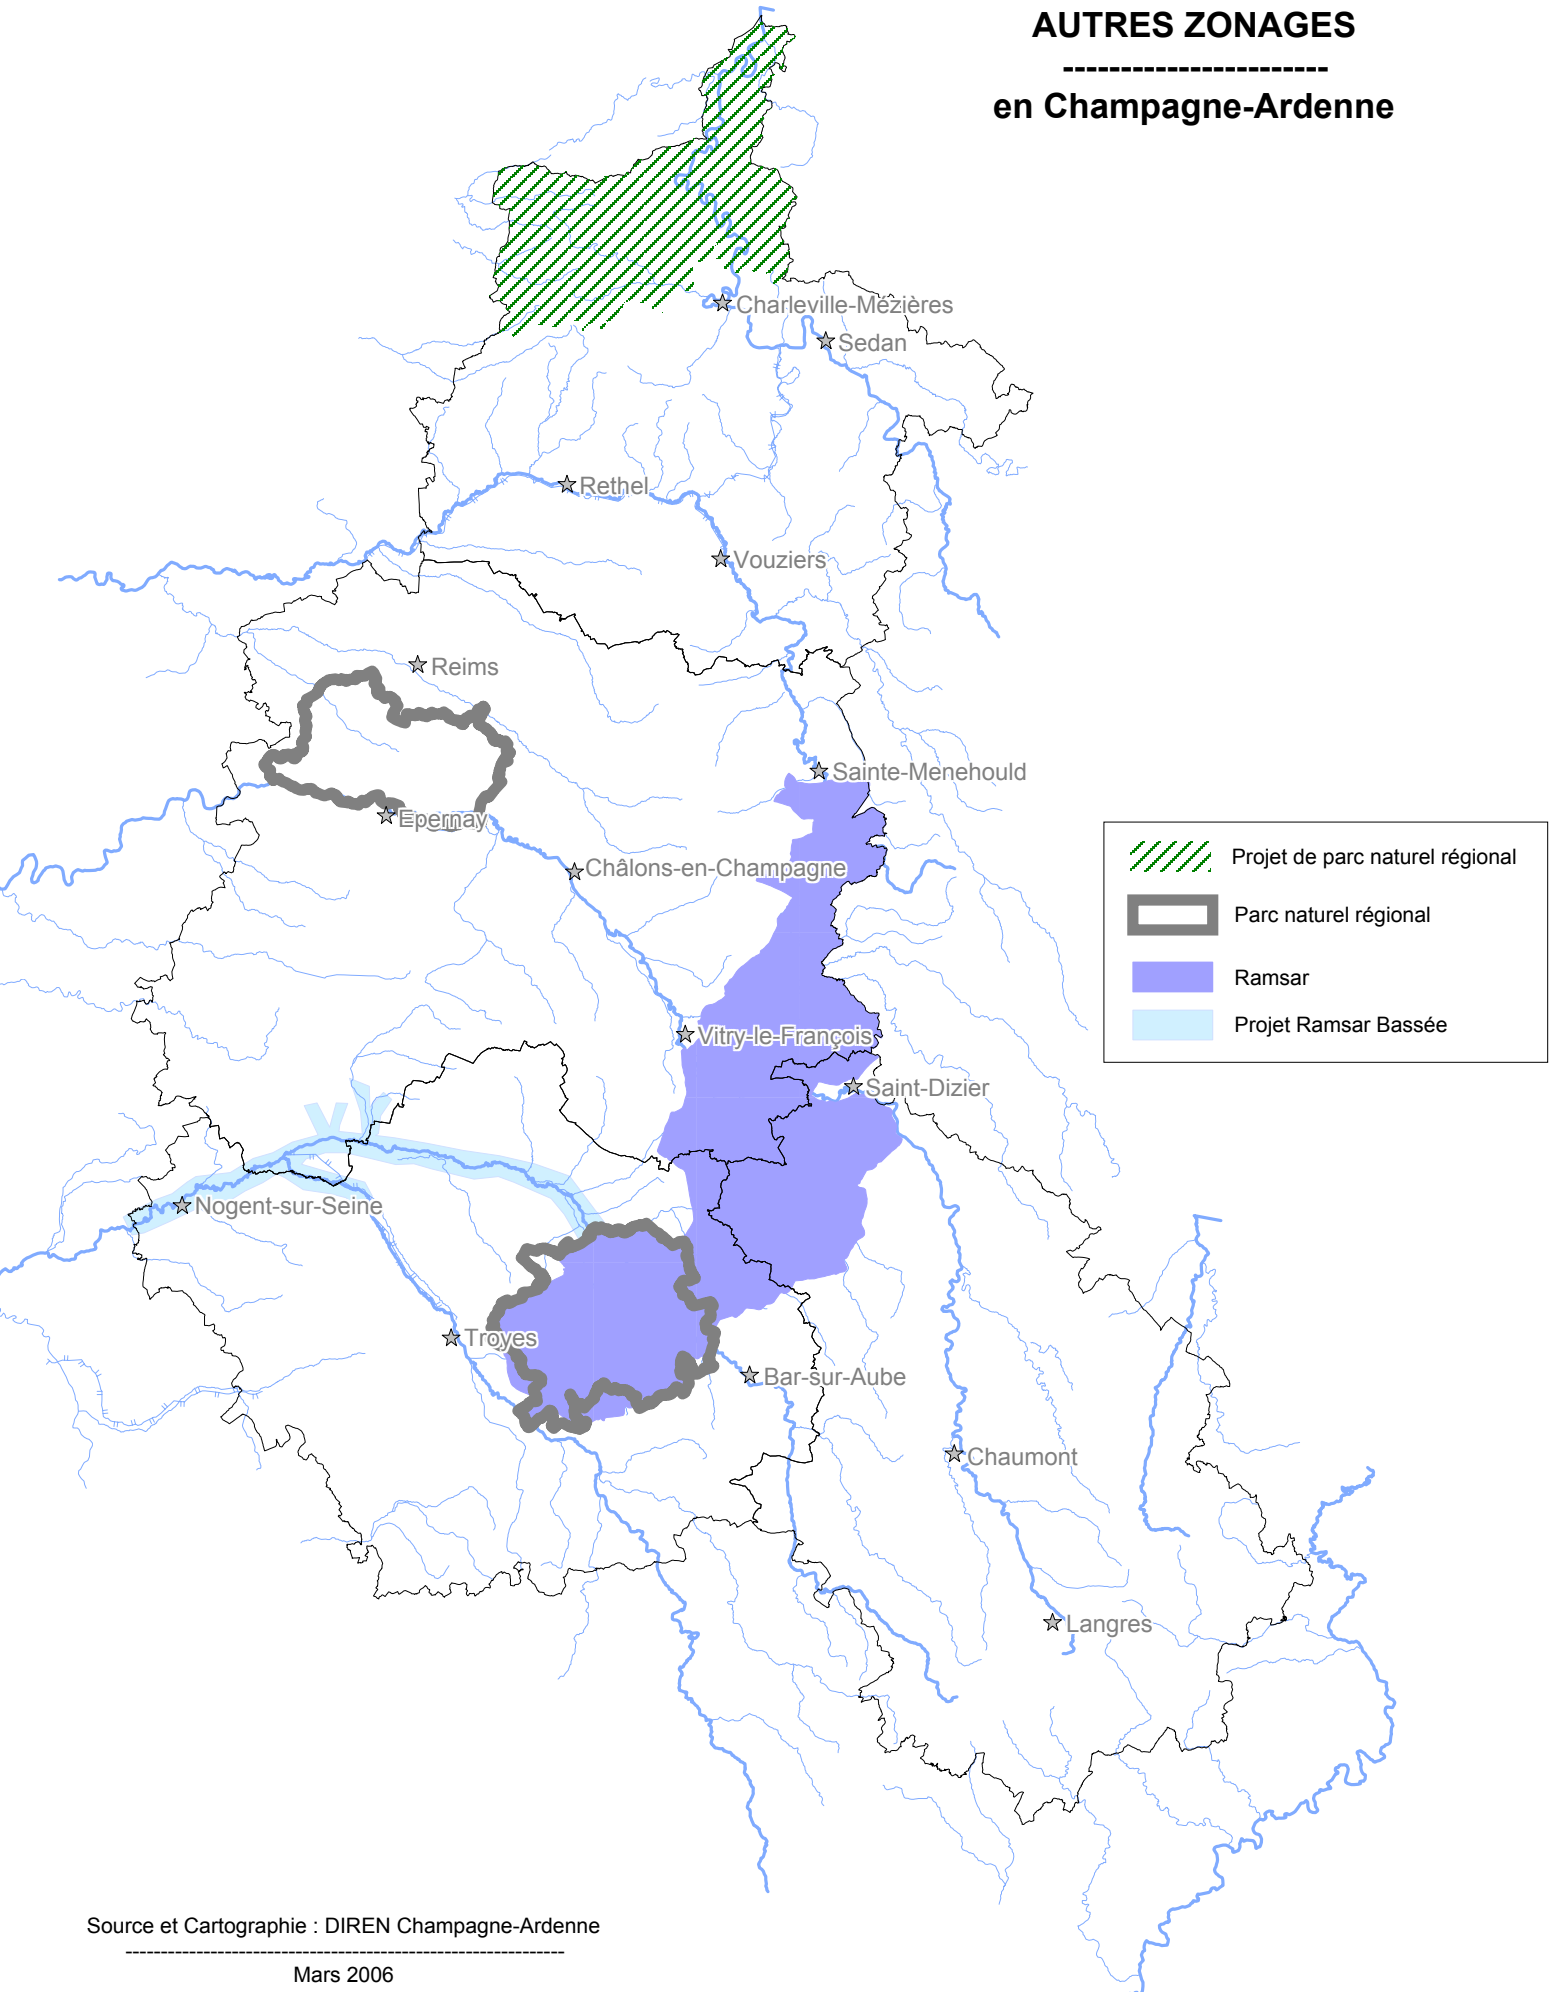 AUTRES ZONAGES
-----------------------
en Champagne-Ardenne
Charleville-Mézières
Sedan
Rethel
Vouziers
Reims
Sainte-Menehould
Epernay
Châlons-en-Champagne
Projet de parc naturel régional
Parc naturel régional
Ramsar
Projet Ramsar Bassée
Vitry-le-François
Saint-Dizier
Nogent-sur-Seine
Troyes
Bar-sur-Aube
Chaumont
Langres
Source et Cartographie : DIREN Champagne-Ardenne
--------------------------------------------------------------
Mars 2006